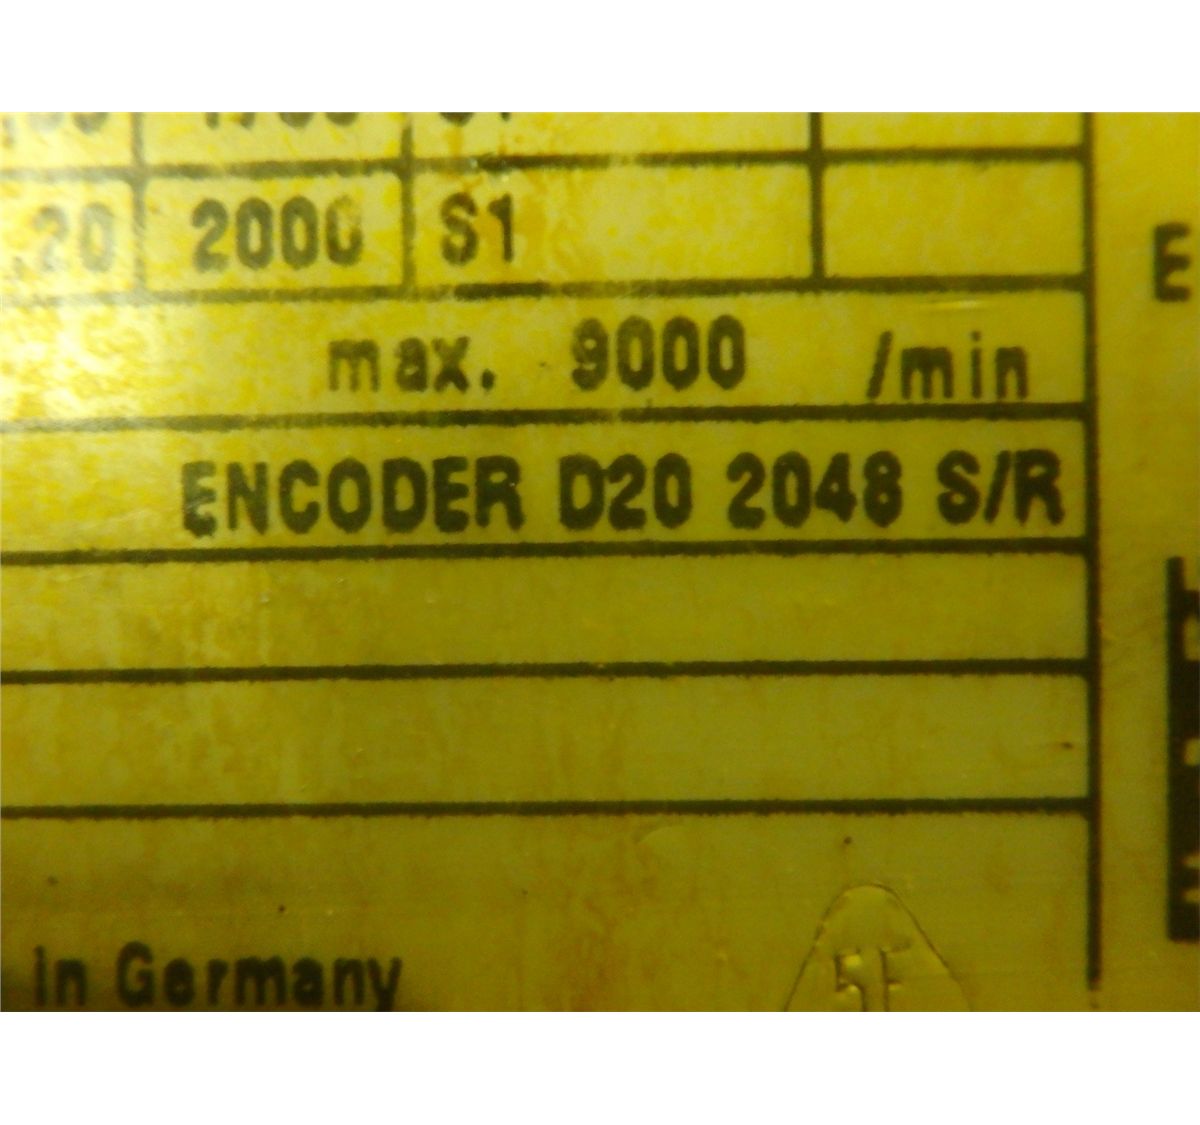 .20 2000 S1
E
max. 9000 /min
ENCODER D20 2048 S/R
in Germany